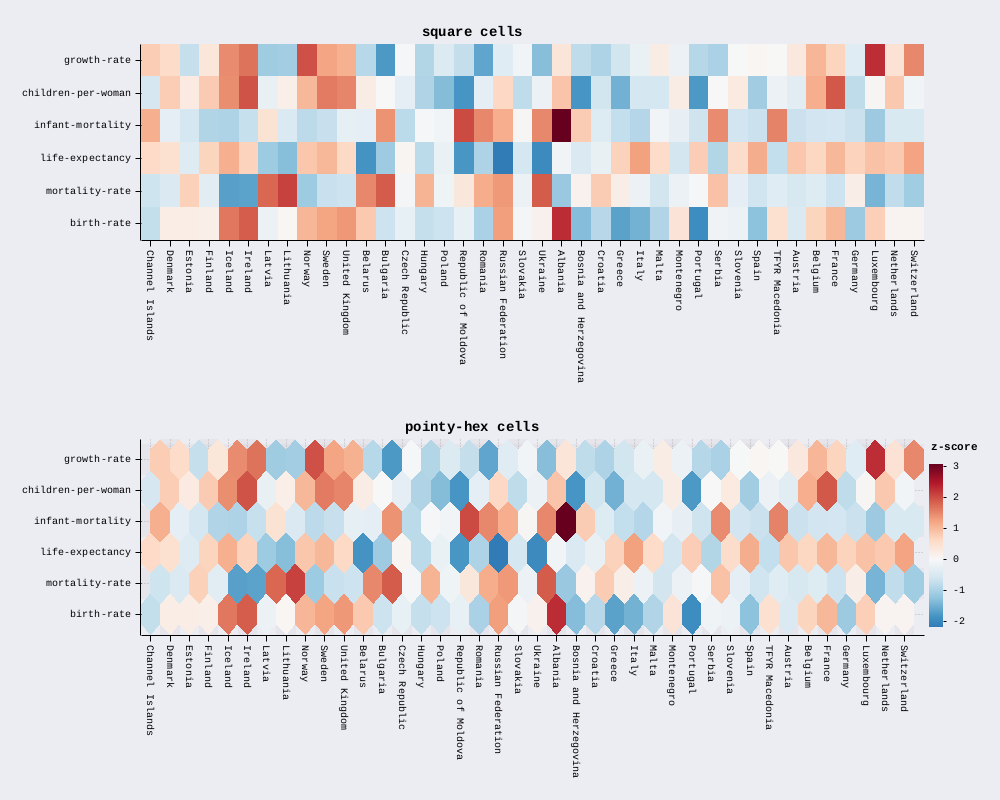 square cells
growth-rate
children-per-woman
infant-mortality
life-expectancy
mortality-rate
birth-rate
Channel Islands
Denmark
Estonia
Finland
Iceland
Ireland
Latvia
Lithuania
Norway
Sweden
United Kingdom
Belarus
Bulgaria
Czech Republic
Hungary
Poland
Republic of Moldova
Romania
Russian Federation
Slovakia
Ukraine
Albania
Bosnia and Herzegovina
Croatia
Greece
Italy
Malta
Montenegro
Portugal
Serbia
Slovenia
Spain
TFYR Macedonia
Austria
Belgium
France
Germany
Luxembourg
Netherlands
Switzerland
pointy-hex cells
growth-rate
children-per-woman
infant-mortality
life-expectancy
mortality-rate
birth-rate
Channel Islands
Denmark
Estonia
Finland
Iceland
Ireland
Latvia
Lithuania
Norway
Sweden
United Kingdom
Belarus
Bulgaria
Czech Republic
Hungary
Poland
Republic of Moldova
Romania
Russian Federation
Slovakia
Ukraine
Albania
Bosnia and Herzegovina
Croatia
Greece
Italy
Malta
Montenegro
Portugal
Serbia
Slovenia
Spain
TFYR Macedonia
Austria
Belgium
France
Germany
Luxembourg
Netherlands
Switzerland
z-score
3
2
1
0
-1
-2